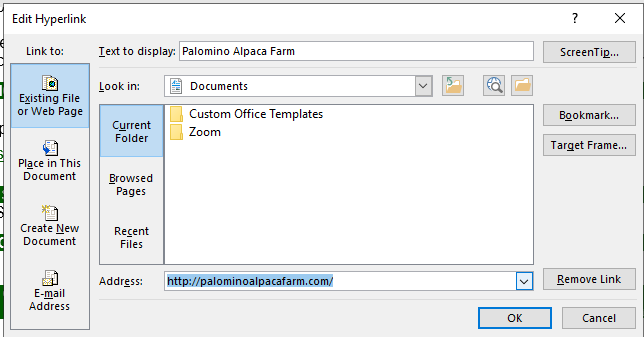 Edit Hyperlink
? ×
Link to:
Text to display: Palomino Alpaca Farm
ScreenTip...
Existing File
or Web Page
Look in: Documents
Current
Folder
Custom Office Templates
Zoom
Bookmark...
Target Frame...
Place in This
Document
Browsed
Pages
Create New
Document
Recent
Files
E-mail
Address
Address: http://palominoalpacafarm.com/
Remove Link
OK Cancel